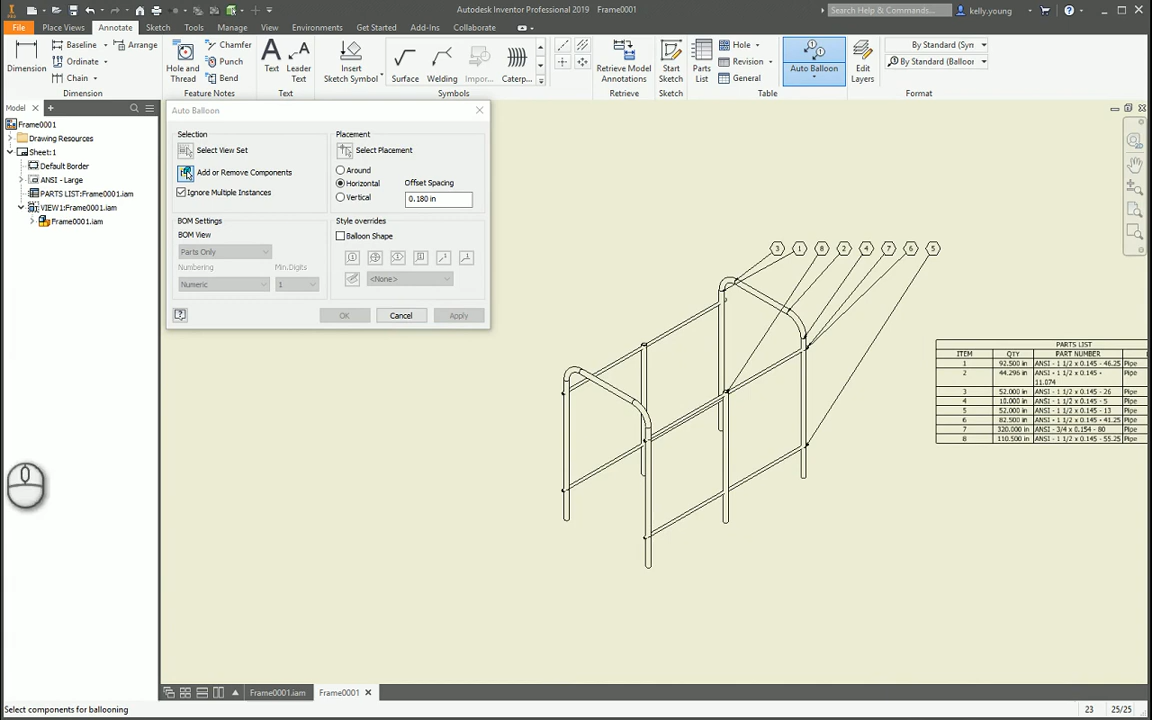 Autodesk Inventor Professional 2019 Frame0001
Search Help & Commands...
kelly.young
File Place Views Annotate Sketch Tools Manage View Environments Add-Ins Collaborate
Dimension
Baseline
Ordinate
Chain
Arrange
Dimension
Hole and
Thread
Chamfer
Punch
Bend
Feature Notes
Text
Leader
Text
Text
Insert
Sketch Symbol
Surface
Welding
Impor...
Caterp...
Symbols
Retrieve Model
Annotations
Retrieve
Start
Sketch
Sketch
Parts
List
Hole
Revision
General
Table
Auto Balloon
Edit
Layers
By Standard (Syn
By Standard (Balloor
Format
Model
Frame0001
Drawing Resources
Sheet:1
Default Border
ANSI - Large
PARTS LIST:Frame0001.iam
VIEW1:Frame0001.iam
Frame0001.iam
Auto Balloon
Selection
Select View Set
Add or Remove Components
Ignore Multiple Instances
Placement
Select Placement
Around
Horizontal
Vertical
Offset Spacing
0.180 in
BOM Settings
BOM View
Parts Only
Numbering
Numeric
Min.Digits
1
Style overrides
Balloon Shape
<None>
OK
Cancel
Apply
3 1 8 2 4 7 6 5
PARTS LIST
ITEM QTY PART NUMBER
1 92.500 in ANSI - 1 1/2 x 0.145 - 46.25 Pipe
2 44.296 in ANSI - 1 1/2 x 0.145 - 11.074 Pipe
3 52.000 in ANSI - 1 1/2 x 0.145 - 26 Pipe
4 10.000 in ANSI - 1 1/2 x 0.145 - 5 Pipe
5 52.000 in ANSI - 1 1/2 x 0.145 - 13 Pipe
6 82.500 in ANSI - 1 1/2 x 0.145 - 41.25 Pipe
7 320.000 in ANSI - 3/4 x 0.154 - 80 Pipe
8 110.500 in ANSI - 1 1/2 x 0.145 - 55.25 Pipe
Frame0001.iam
Frame0001
Select components for ballooning
23
25/25